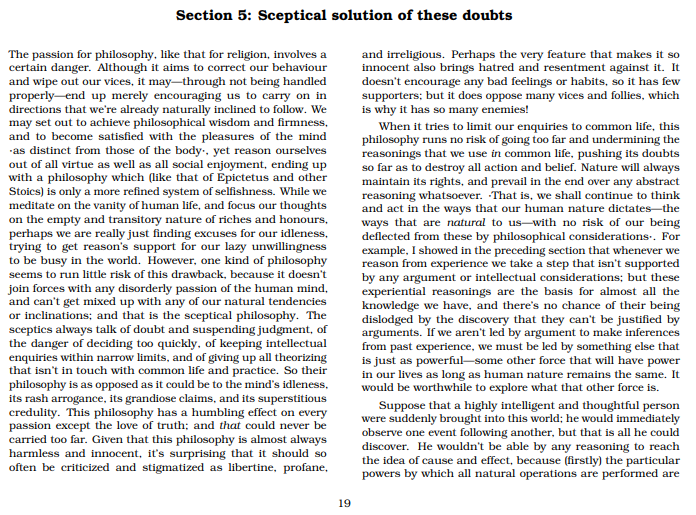 Section 5: Sceptical solution of these doubts
The passion for philosophy, like that for religion, involves a
certain danger. Although it aims to correct our behaviour
and wipe out our vices, it may—through not being handled
properly—end up merely encouraging us to carry on in
directions that we're already naturally inclined to follow. We
may set out to achieve philosophical wisdom and firmness,
and to become satisfied with the pleasures of the mind
·as distinct from those of the body·, yet reason ourselves
out of all virtue as well as all social enjoyment, ending up
with a philosophy which (like that of Epictetus and other
Stoics) is only a more refined system of selfishness. While we
meditate on the vanity of human life, and focus our thoughts
on the empty and transitory nature of riches and honours,
perhaps we are really just finding excuses for our idleness,
trying to get reason's support for our lazy unwillingness
to be busy in the world. However, one kind of philosophy
seems to run little risk of this drawback, because it doesn't
join forces with any disorderly passion of the human mind,
and can't get mixed up with any of our natural tendencies
or inclinations; and that is the sceptical philosophy. The
sceptics always talk of doubt and suspending judgment, of
the danger of deciding too quickly, of keeping intellectual
enquiries within narrow limits, and of giving up all theorizing
that isn't in touch with common life and practice. So their
philosophy is as opposed as it could be to the mind's idleness,
its rash arrogance, its grandiose claims, and its superstitious
credulity. This philosophy has a humbling effect on every
passion except the love of truth; and that could never be
carried too far. Given that this philosophy is almost always
harmless and innocent, it's surprising that it should so
often be criticized and stigmatized as libertine, profane,
and irreligious. Perhaps the very feature that makes it so
innocent also brings hatred and resentment against it. It
doesn't encourage any bad feelings or habits, so it has few
supporters; but it does oppose many vices and follies, which
is why it has so many enemies!
When it tries to limit our enquiries to common life, this
philosophy runs no risk of going too far and undermining the
reasonings that we use in common life, pushing its doubts
so far as to destroy all action and belief. Nature will always
maintain its rights, and prevail in the end over any abstract
reasoning whatsoever. ·That is, we shall continue to think
and act in the ways that our human nature dictates—the
ways that are natural to us—with no risk of our being
deflected from these by philosophical considerations·. For
example, I showed in the preceding section that whenever we
reason from experience we take a step that isn't supported
by any argument or intellectual considerations; but these
experiential reasonings are the basis for almost all the
knowledge we have, and there's no chance of their being
dislodged by the discovery that they can't be justified by
arguments. If we aren't led by argument to make inferences
from past experience, we must be led by something else that
is just as powerful—some other force that will have power
in our lives as long as human nature remains the same. It
would be worthwhile to explore what that other force is.
Suppose that a highly intelligent and thoughtful person
were suddenly brought into this world; he would immediately
observe one event following another, but that is all he could
discover. He wouldn't be able by any reasoning to reach
the idea of cause and effect, because (firstly) the particular
powers by which all natural operations are performed are
19